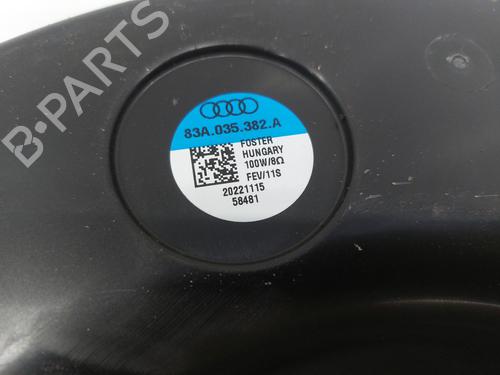 B-PARTS
83A.035.382.A
FOSTER
HUNGARY
100W/8Ω
FEV/11S
20221115
58481